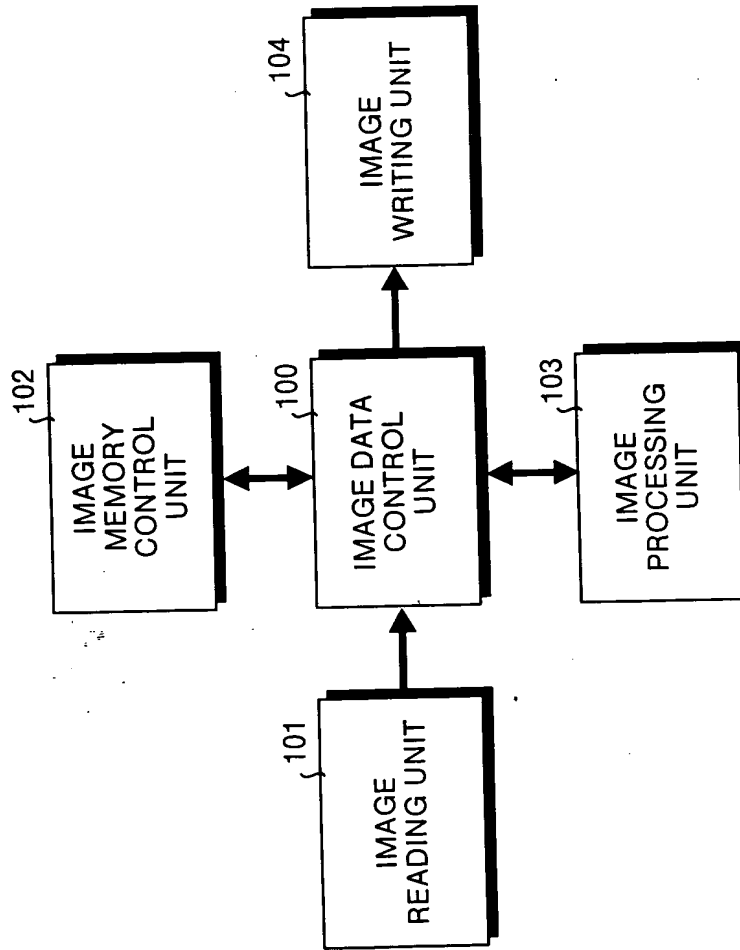 102
IMAGE
MEMORY
CONTROL
UNIT
101
IMAGE
READING UNIT
100
IMAGE DATA
CONTROL
UNIT
104
IMAGE
WRITING UNIT
103
IMAGE
PROCESSING
UNIT